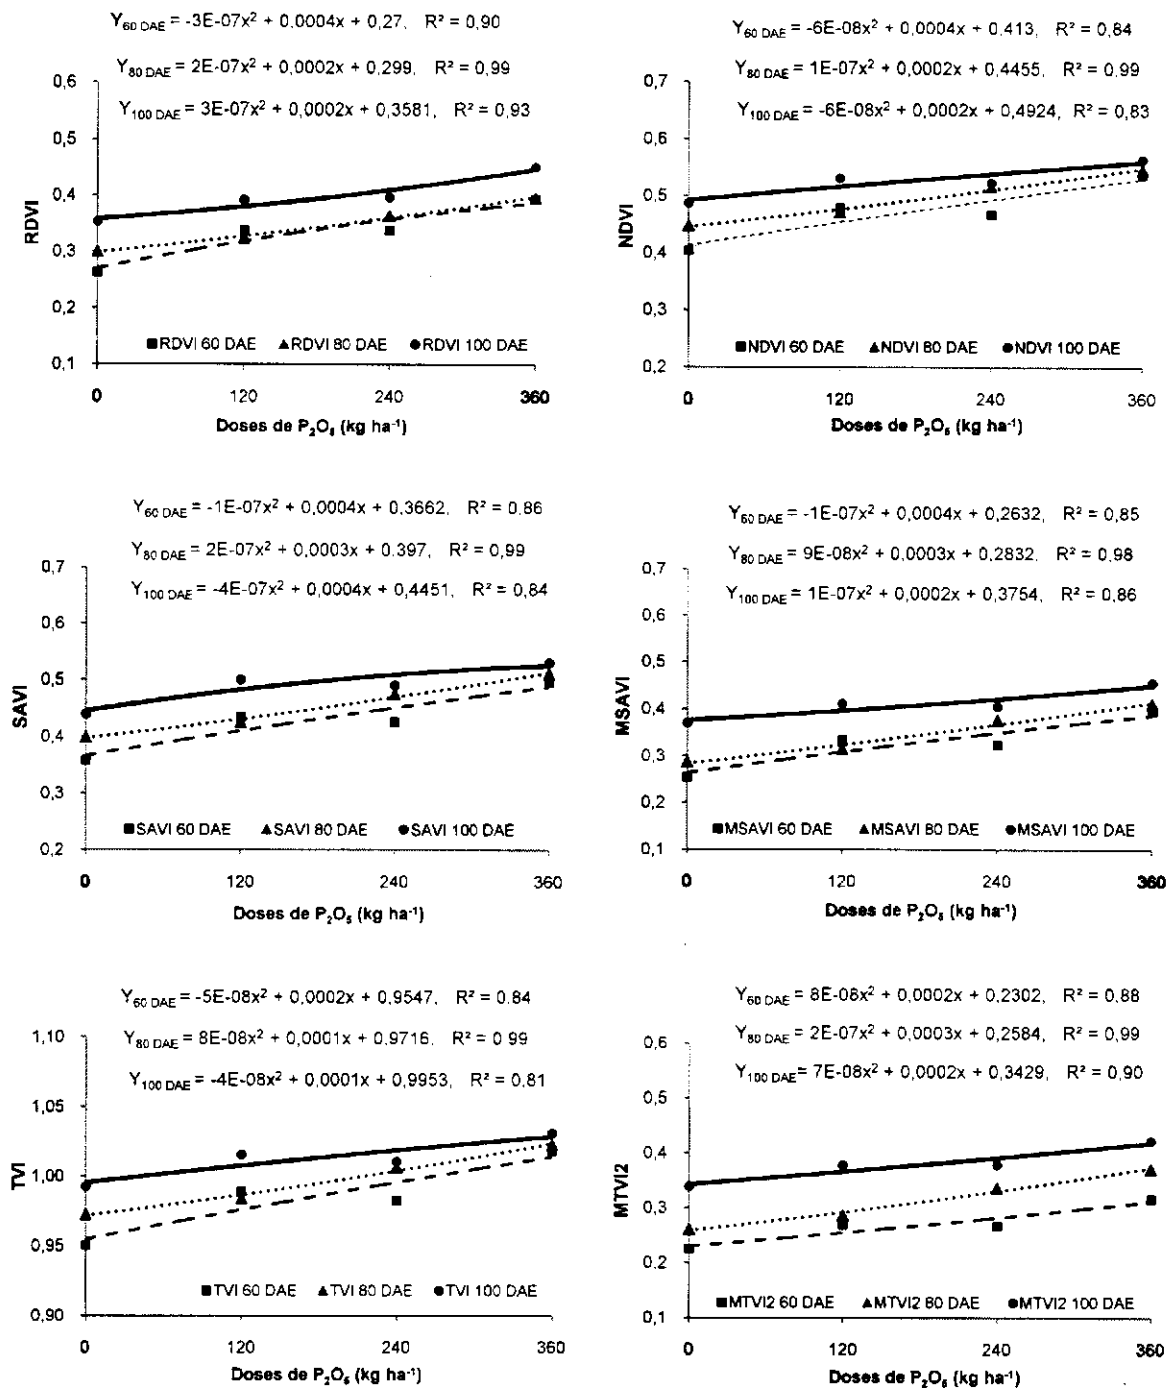 Y60 DAE = -3E-07x² + 0,0004x + 0,27, R² = 0,90
Y80 DAE = 2E-07x² + 0,0002x + 0,299, R² = 0,99
Y100 DAE = 3E-07x² + 0,0002x + 0,3581, R² = 0,93
0,6
0,5
0,4
0,3
0,2
0,1
RDVI
RDVI 60 DAE RDVI 80 DAE RDVI 100 DAE
0 120 240 360
Doses de P₂O₅ (kg ha⁻¹)
Y60 DAE = -6E-08x² + 0,0004x + 0,413, R² = 0,84
Y80 DAE = 1E-07x² + 0,0002x + 0,4455, R² = 0,99
Y100 DAE = -6E-08x² + 0,0002x + 0,4924, R² = 0,83
0,7
0,6
0,5
0,4
0,3
0,2
NDVI
NDVI 60 DAE NDVI 80 DAE NDVI 100 DAE
0 120 240 360
Doses de P₂O₅ (kg ha⁻¹)
Y60 DAE = -1E-07x² + 0,0004x + 0,3662, R² = 0,86
Y80 DAE = 2E-07x² + 0,0003x + 0,397, R² = 0,99
Y100 DAE = -4E-07x² + 0,0004x + 0,4451, R² = 0,84
0,7
0,6
0,5
0,4
0,3
0,2
SAVI
SAVI 60 DAE SAVI 80 DAE SAVI 100 DAE
0 120 240 360
Doses de P₂O₅ (kg ha⁻¹)
Y60 DAE = -1E-07x² + 0,0004x + 0,2632, R² = 0,85
Y80 DAE = 9E-08x² + 0,0003x + 0,2832, R² = 0,98
Y100 DAE = 1E-07x² + 0,0002x + 0,3754, R² = 0,86
0,7
0,6
0,5
0,4
0,3
0,2
0,1
MSAVI
MSAVI 60 DAE MSAVI 80 DAE MSAVI 100 DAE
0 120 240 360
Doses de P₂O₅ (kg ha⁻¹)
Y60 DAE = -5E-08x² + 0,0002x + 0,9547, R² = 0,84
Y80 DAE = 8E-08x² + 0,0001x + 0,9716, R² = 0 99
Y100 DAE = -4E-08x² + 0,0001x + 0,9953, R² = 0,81
1,10
1,05
1,00
0,95
0,90
TVI
TVI 60 DAE TVI 80 DAE TVI 100 DAE
0 120 240 360
Doses de P₂O₅ (kg ha⁻¹)
Y60 DAE = 8E-08x² + 0,0002x + 0,2302, R² = 0,88
Y80 DAE = 2E-07x² + 0,0003x + 0,2584, R² = 0,99
Y100 DAE = 7E-08x² + 0,0002x + 0,3429, R² = 0,90
0,6
0,5
0,4
0,3
0,2
0,1
MTVI2
MTVI2 60 DAE MTVI2 80 DAE MTVI2 100 DAE
0 120 240 360
Doses de P₂O₅ (kg ha⁻¹)